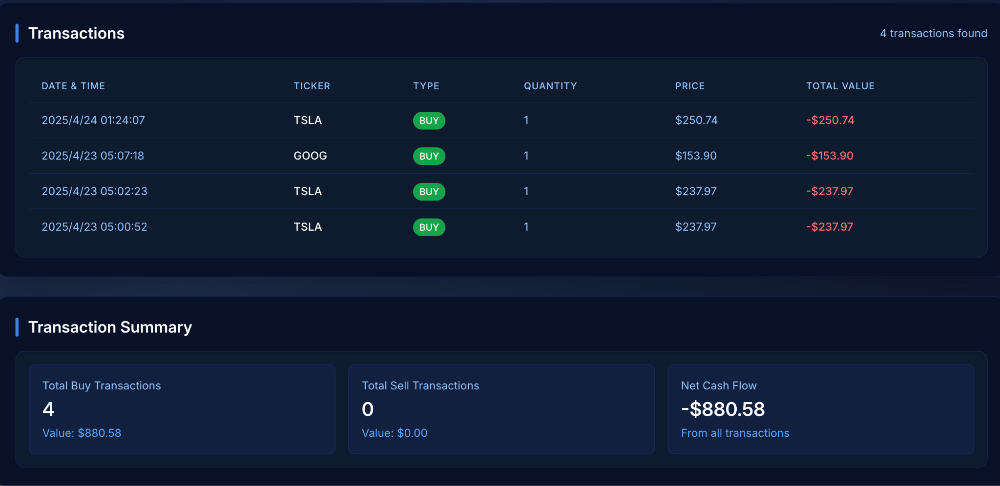 Transactions
4 transactions found
DATE & TIME TICKER TYPE QUANTITY PRICE TOTAL VALUE
2025/4/24 01:24:07 TSLA BUY 1 $250.74 -$250.74
2025/4/23 05:07:18 GOOG BUY 1 $153.90 -$153.90
2025/4/23 05:02:23 TSLA BUY 1 $237.97 -$237.97
2025/4/23 05:00:52 TSLA BUY 1 $237.97 -$237.97
Transaction Summary
Total Buy Transactions
4
Value: $880.58
Total Sell Transactions
0
Value: $0.00
Net Cash Flow
-$880.58
From all transactions